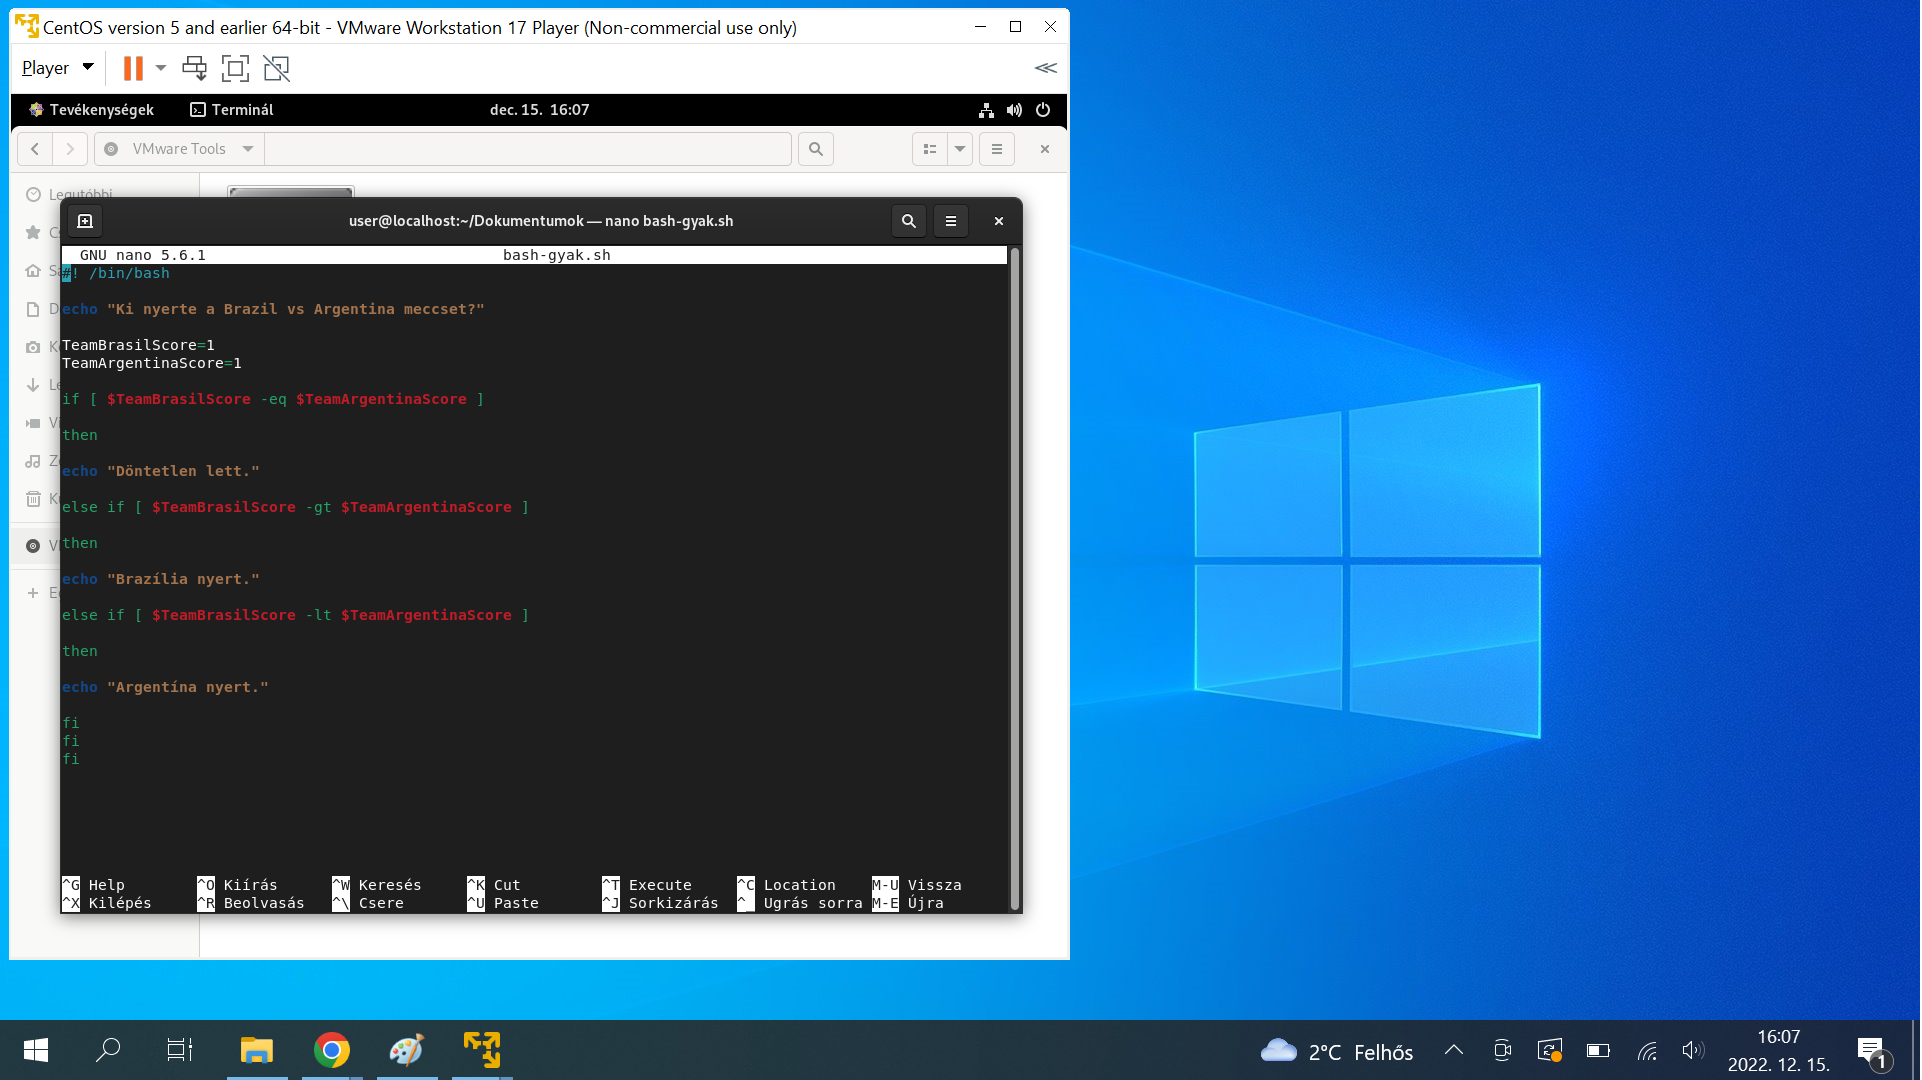 CentOS version 5 and earlier 64-bit - VMware Workstation 17 Player (Non-commercial use only)
Player
Tevékenységek Terminál dec. 15. 16:07
VMware Tools
Legutóbbi
user@localhost:~/Dokumentumok — nano bash-gyak.sh
GNU nano 5.6.1 bash-gyak.sh
#! /bin/bash
echo "Ki nyerte a Brazil vs Argentina meccset?"
TeamBrasilScore=1
TeamArgentinaScore=1
if [ $TeamBrasilScore -eq $TeamArgentinaScore ]
then
echo "Döntetlen lett."
else if [ $TeamBrasilScore -gt $TeamArgentinaScore ]
then
echo "Brazília nyert."
else if [ $TeamBrasilScore -lt $TeamArgentinaScore ]
then
echo "Argentína nyert."
fi
fi
fi
^G Help ^O Kiírás ^W Keresés ^K Cut ^T Execute ^C Location M-U Vissza
^X Kilépés ^R Beolvasás ^\ Csere ^U Paste ^J Sorkizárás ^_ Ugrás sorra M-E Újra
2°C Felhős
16:07
2022. 12. 15.
1